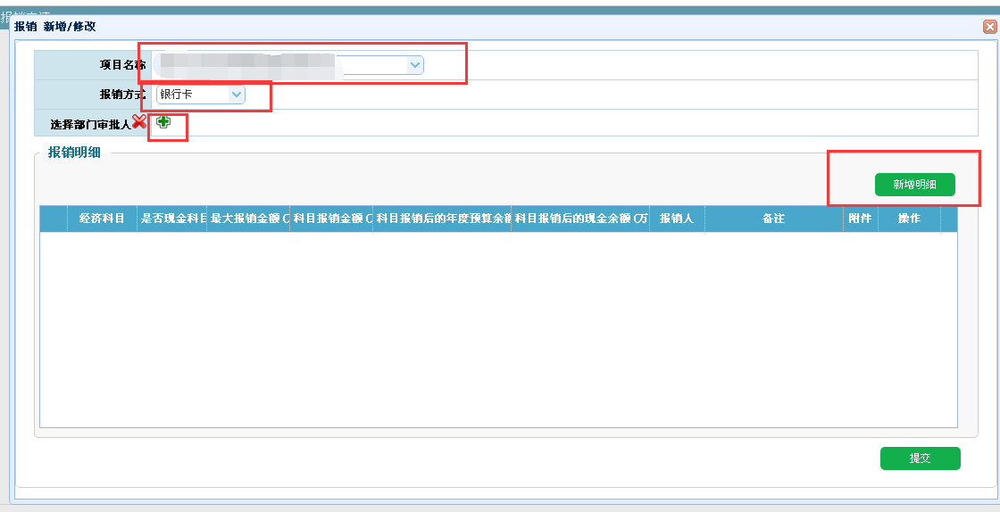 报销 新增/修改
项目名称
报销方式 银行卡
选择部门审批人
报销明细
新增明细
经济科目 是否现金科目 最大报销金额( 科目报销金额( 科目报销后的年度预算余额 科目报销后的现金余额(万 报销人 备注 附件 操作
提交